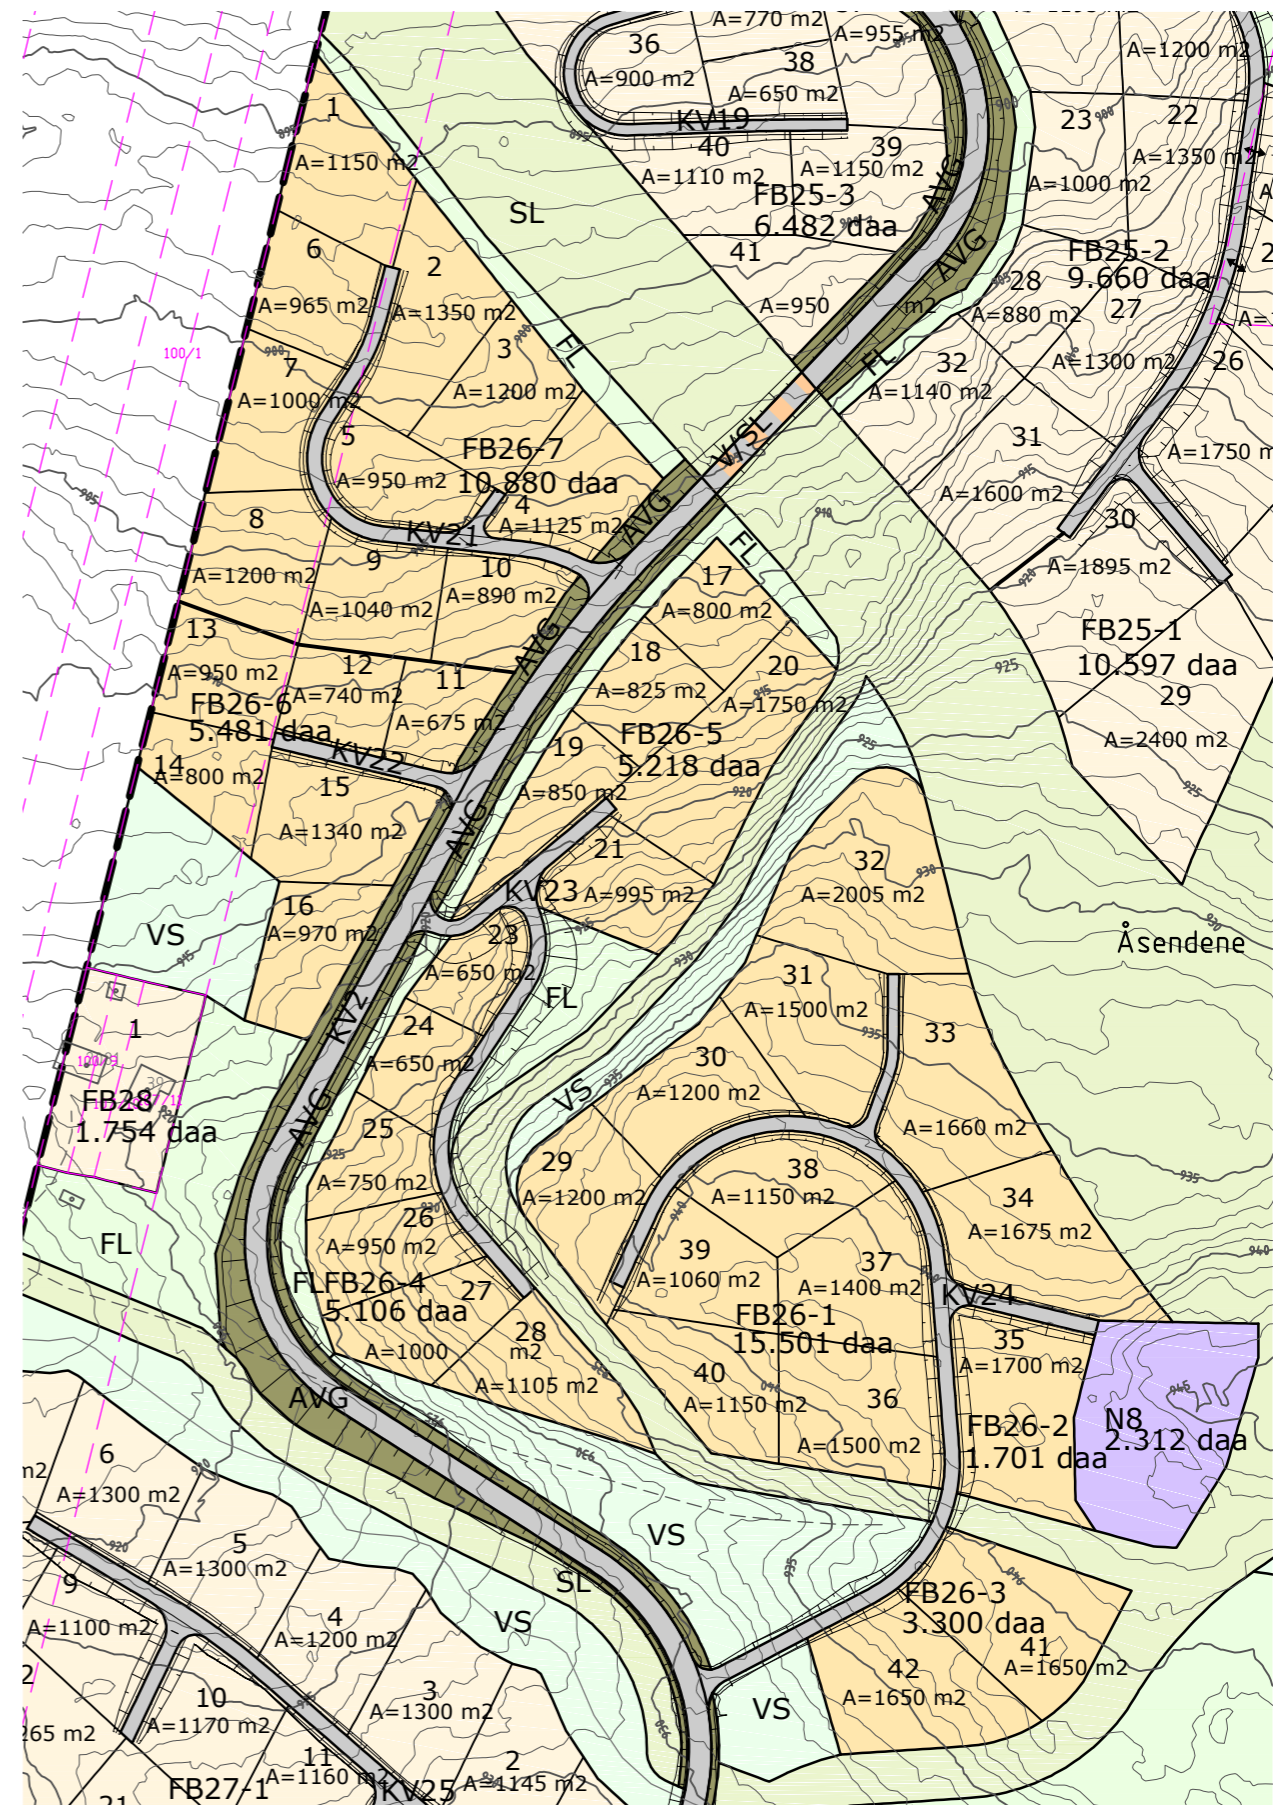 A=770 m2
A=955 m2
36
A=900 m2
38
A=650 m2
KV19
40
A=1110 m2
39
A=1150 m2
FB25-3
6.482 daa
41
A=950
m2
A=1200 m2
23
22
A=1350 m2
A=1000 m2
FB25-2
9.660 daa
28
A=880 m2
27
A=1300 m2
26
A=1750 m
32
A=1140 m2
31
A=1600 m2
30
A=1895 m2
FB25-1
10.597 daa
29
A=2400 m2
AVG
AVG
FL
V/SL
SL
FL
1
A=1150 m2
6
A=965 m2
2
A=1350 m2
3
A=1200 m2
100/1
7
A=1000 m2
5
A=950 m2
FB26-7
10.880 daa
4
A=1125 m2
KV21
8
A=1200 m2
9
A=1040 m2
10
A=890 m2
AVG
FL
17
A=800 m2
AVG
13
A=950 m2
12
A=740 m2
11
A=675 m2
FB26-6
5.481 daa
KV22
14
A=800 m2
15
A=1340 m2
18
A=825 m2
20
A=1750 m2
FB26-5
5.218 daa
19
A=850 m2
AVG
21
A=995 m2
KV23
16
A=970 m2
VS
23
A=650 m2
FL
KV2
24
A=650 m2
32
A=2005 m2
Åsendene
31
A=1500 m2
33
30
A=1200 m2
A=1660 m2
VS
1
FB28
1.754 daa
AVG
25
A=750 m2
29
A=1200 m2
38
A=1150 m2
34
A=1675 m2
FL
26
A=950 m2
39
A=1060 m2
37
A=1400 m2
KV24
FL
FB26-4
5.106 daa
27
A=1000
m2
28
A=1105 m2
FB26-1
15.501 daa
35
A=1700 m2
40
A=1150 m2
36
A=1500 m2
FB26-2
1.701 daa
N8
2.312 daa
AVG
VS
SL
VS
FB26-3
3.300 daa
41
A=1650 m2
42
A=1650 m2
VS
m2
6
A=1300 m2
5
A=1300 m2
9
A=1100 m2
4
A=1200 m2
3
A=1300 m2
10
A=1170 m2
11
A=1160 m2
2
A=1145 m2
265 m2
21
FB27-1
KV25